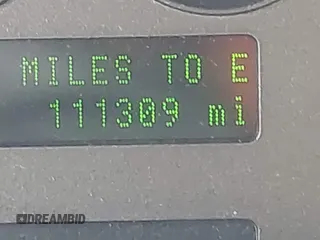 MILES TO E
111309 mi
DREAMBID